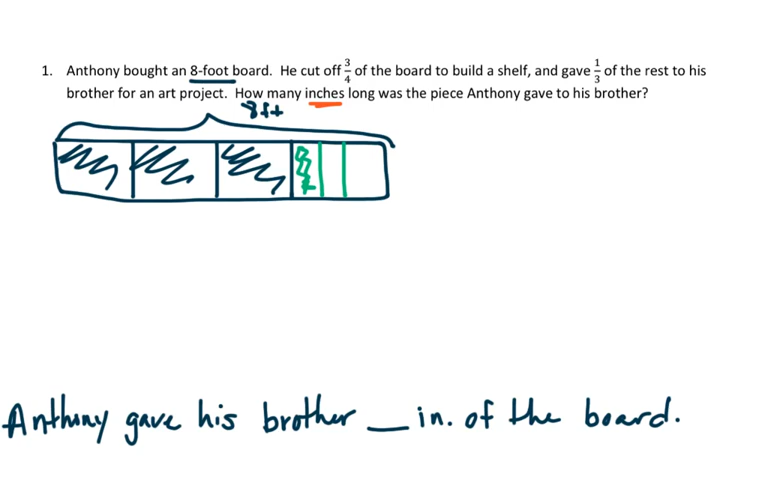 1. Anthony bought an 8-foot board. He cut off 3/4 of the board to build a shelf, and gave 1/3 of the rest to his
brother for an art project. How many inches long was the piece Anthony gave to his brother?
8ft
Anthony gave his brother __ in. of the board.